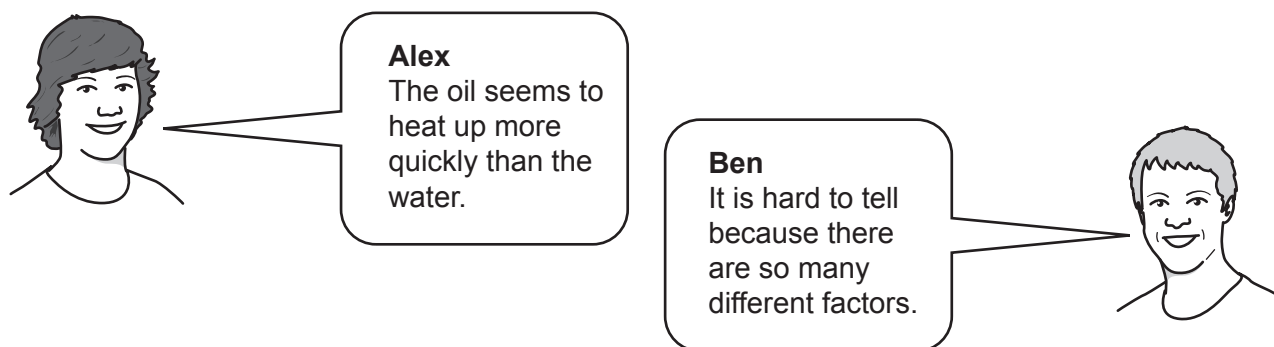 Alex
The oil seems to
heat up more
quickly than the
water.
Ben
It is hard to tell
because there
are so many
different factors.